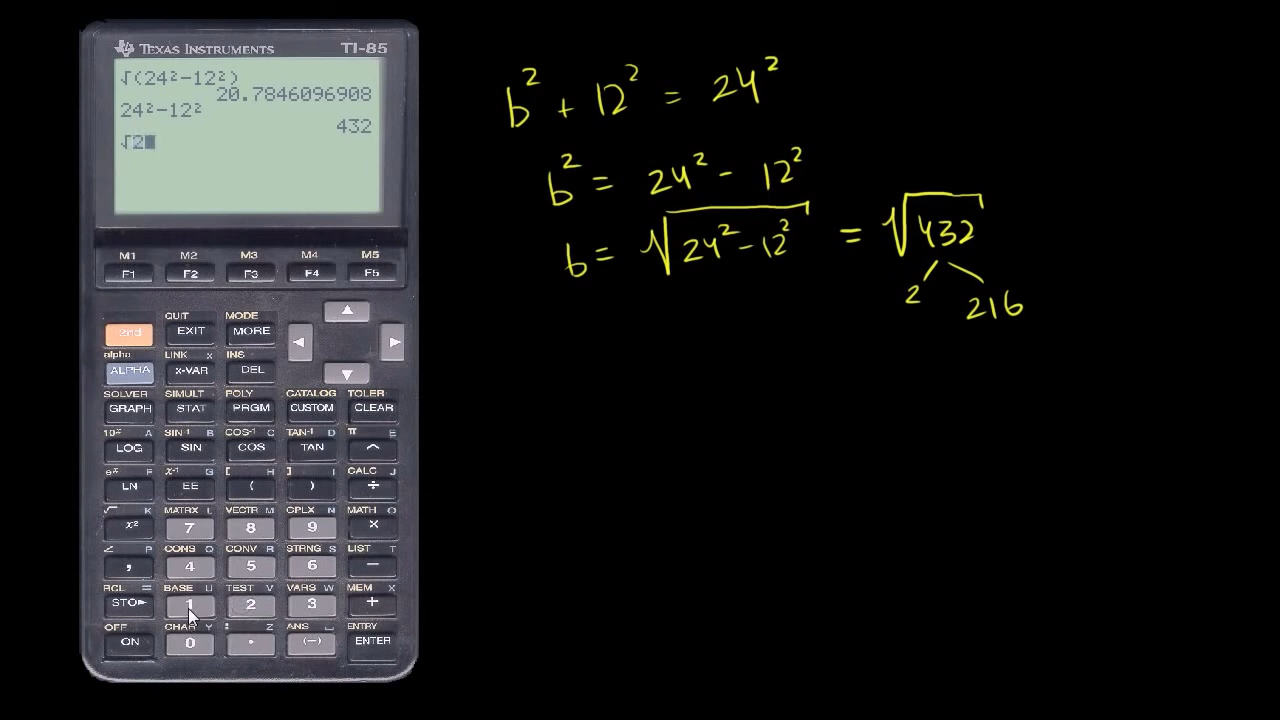 TEXAS INSTRUMENTS TI-85
√(24²-12²)
20.7846096908
24²-12²
432
√2
M1 M2 M3 M4 M5
F1 F2 F3 F4 F5
QUIT MODE
2nd EXIT MORE
alpha LINK x INS
ALPHA x-VAR DEL
SOLVER SIMULT POLY CATALOG TOLER
GRAPH STAT PRGM CUSTOM CLEAR
10ˣ A SIN⁻¹ B COS⁻¹ C TAN⁻¹ D π E
LOG SIN COS TAN ^
eˣ F x⁻¹ G [ H ] I CALC J
LN EE ( ) ÷
√ K MATRX L VECTR M CPLX N MATH O
x² 7 8 9 ×
∠ P CONS Q CONV R STRNG S LIST T
, 4 5 6 −
RCL = BASE U TEST V VARS W MEM X
STO► 1 2 3 +
OFF CHAR Y : Z ANS ␣ ENTRY
ON 0 . (−) ENTER
b² + 12² = 24²
b² = 24² - 12²
b = √24²-12² = √432
2 216